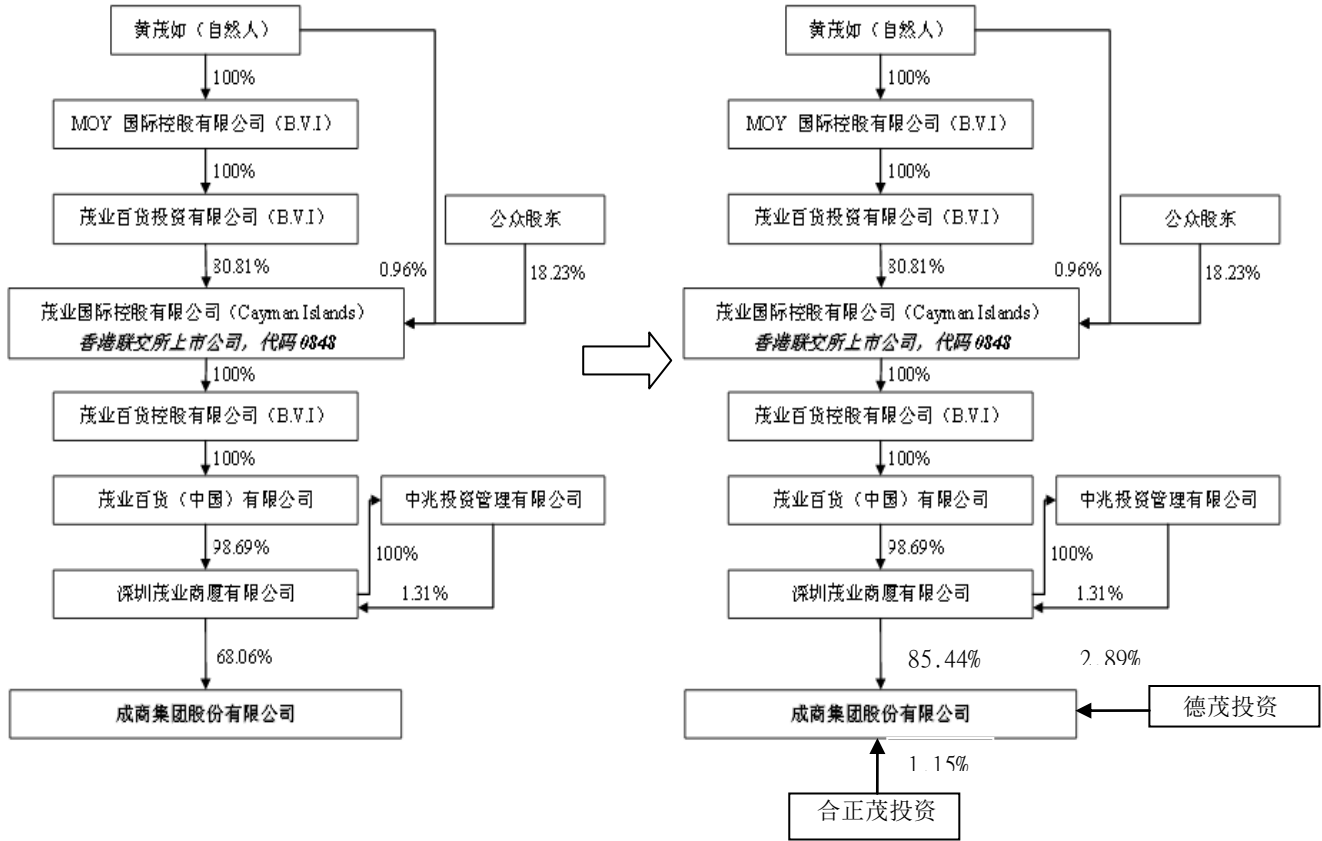 黄茂如（自然人）
100%
MOY 国际控股有限公司（B.V.I）
100%
茂业百货投资有限公司（B.V.I）
公众股东
80.81%
0.96%
18.23%
茂业国际控股有限公司（Cayman Islands）
香港联交所上市公司，代码0848
100%
茂业百货控股有限公司（B.V.I）
100%
茂业百货（中国）有限公司
中兆投资管理有限公司
98.69%
100%
1.31%
深圳茂业商厦有限公司
68.06%
成商集团股份有限公司
黄茂如（自然人）
100%
MOY 国际控股有限公司（B.V.I）
100%
茂业百货投资有限公司（B.V.I）
公众股东
80.81%
0.96%
18.23%
茂业国际控股有限公司（Cayman Islands）
香港联交所上市公司，代码0848
100%
茂业百货控股有限公司（B.V.I）
100%
茂业百货（中国）有限公司
中兆投资管理有限公司
98.69%
100%
1.31%
深圳茂业商厦有限公司
85.44%
2.89%
成商集团股份有限公司
德茂投资
1.15%
合正茂投资